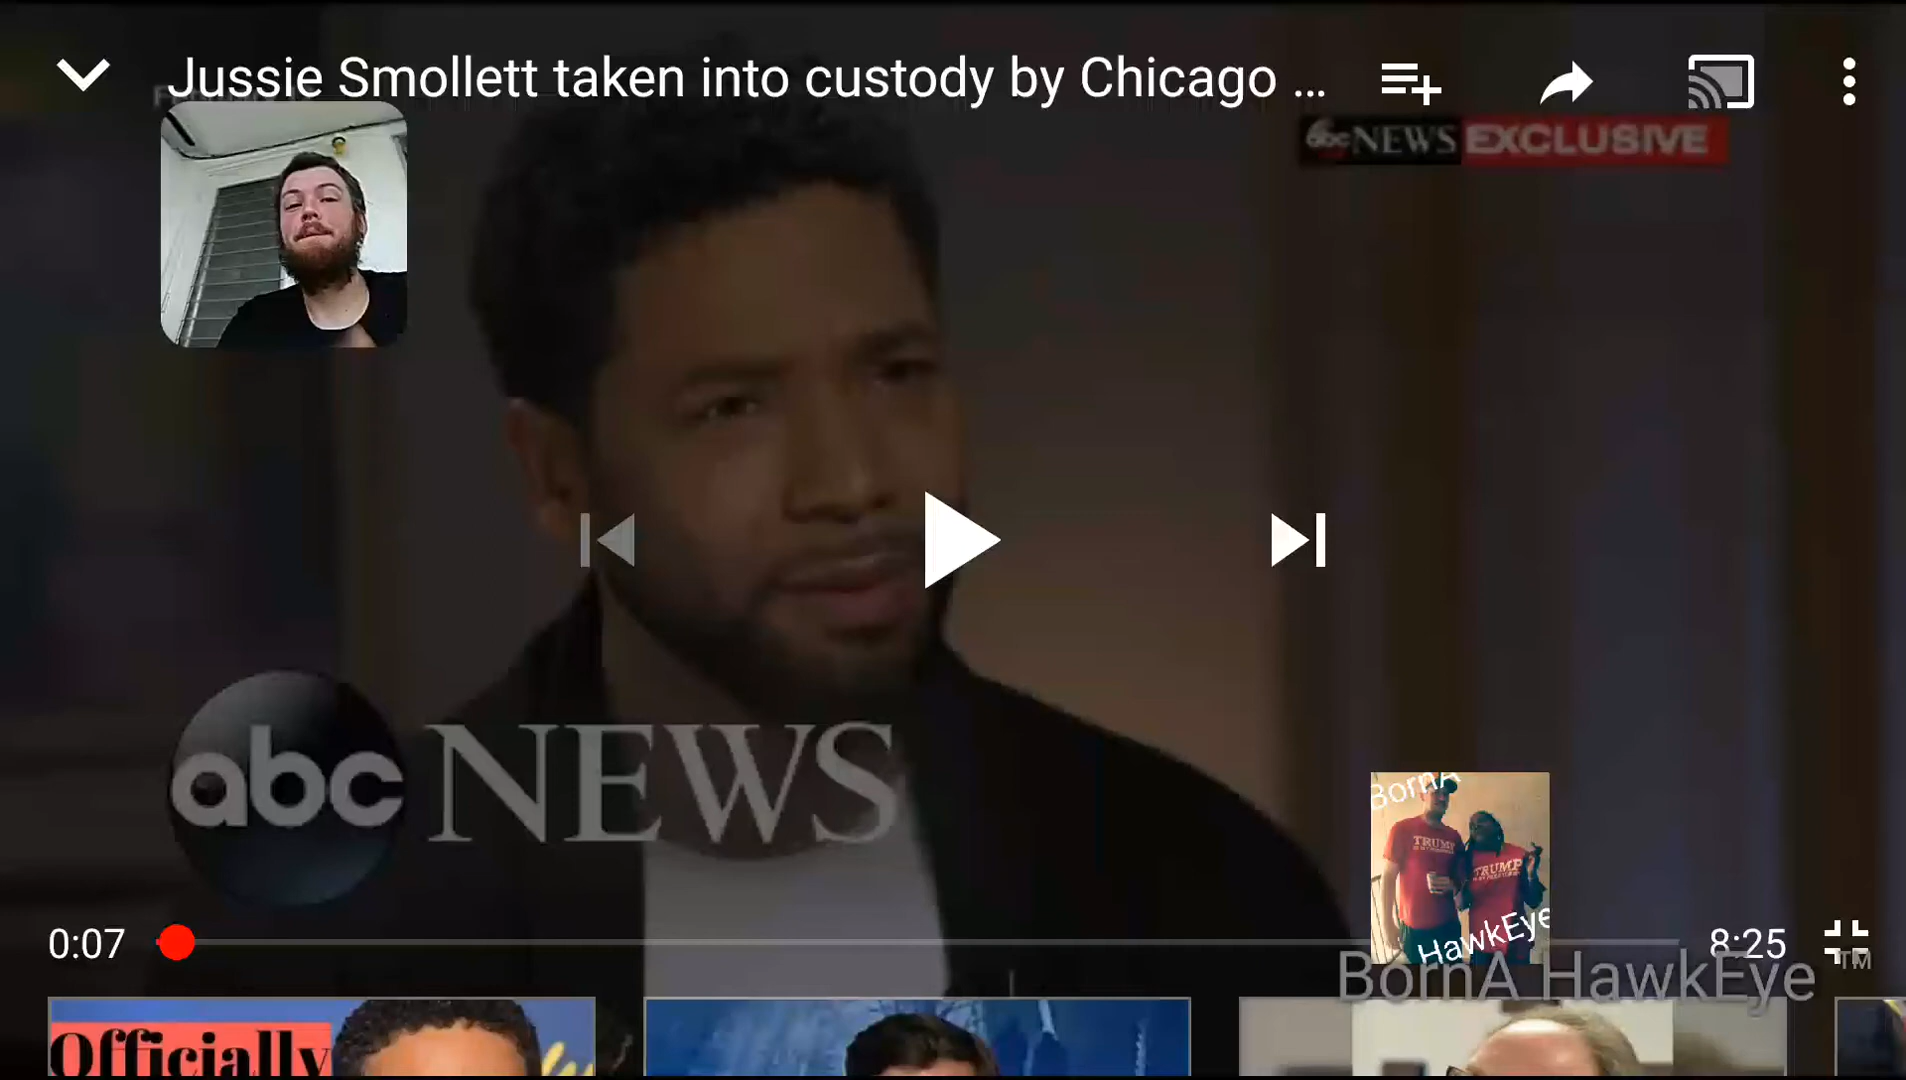 Jussie Smollett taken into custody by Chicago ...
abc NEWS EXCLUSIVE
abc NEWS
BornA
TRUMP
TRUMP
HawkEye
0:07
8:25
BornA HawkEye
TM
Officially